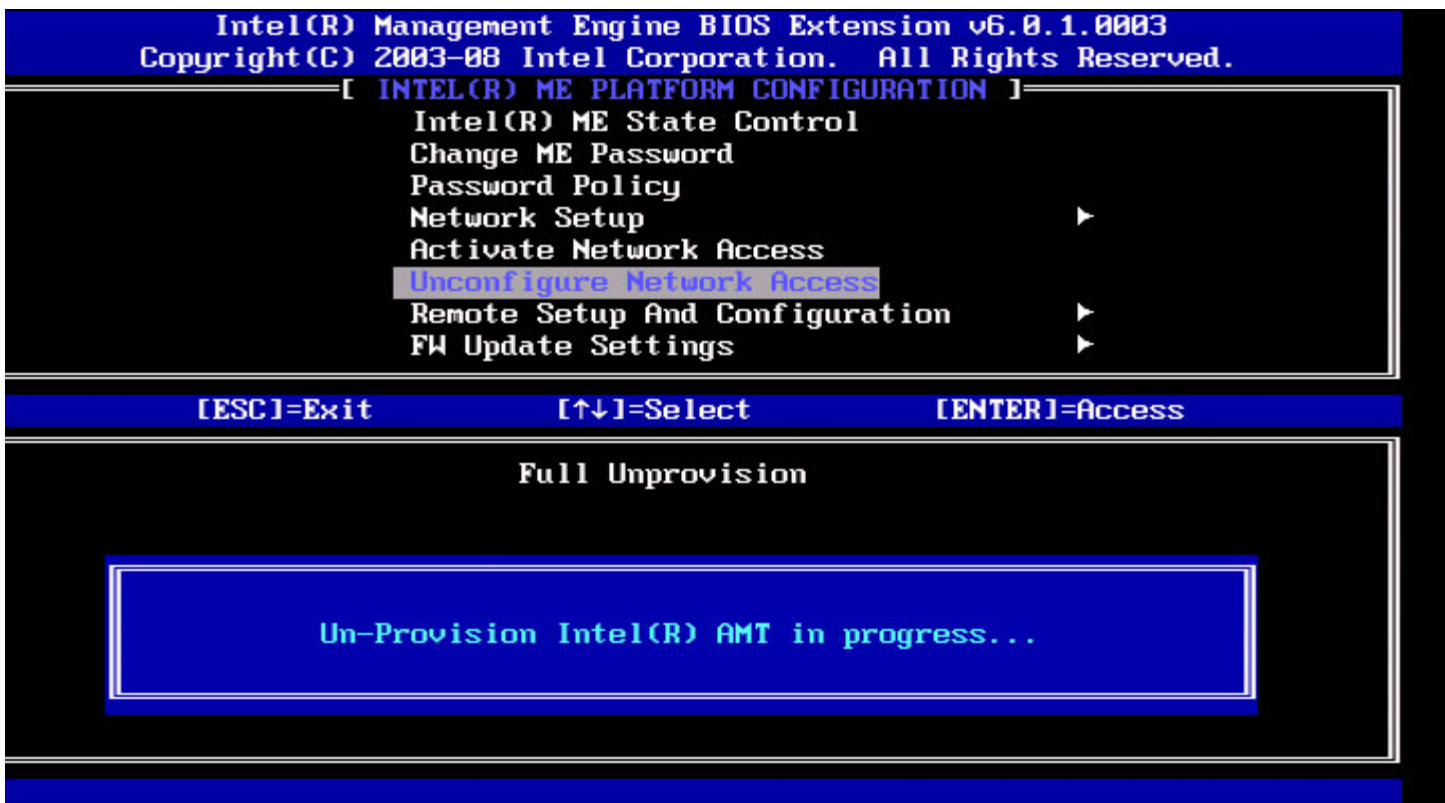 Intel(R) Management Engine BIOS Extension v6.0.1.0003
Copyright(C) 2003-08 Intel Corporation. All Rights Reserved.
[ INTEL(R) ME PLATFORM CONFIGURATION ]
Intel(R) ME State Control
Change ME Password
Password Policy
Network Setup ►
Activate Network Access
Unconfigure Network Access
Remote Setup And Configuration ►
FW Update Settings ►
[ESC]=Exit [↑↓]=Select [ENTER]=Access
Full Unprovision
Un-Provision Intel(R) AMT in progress...